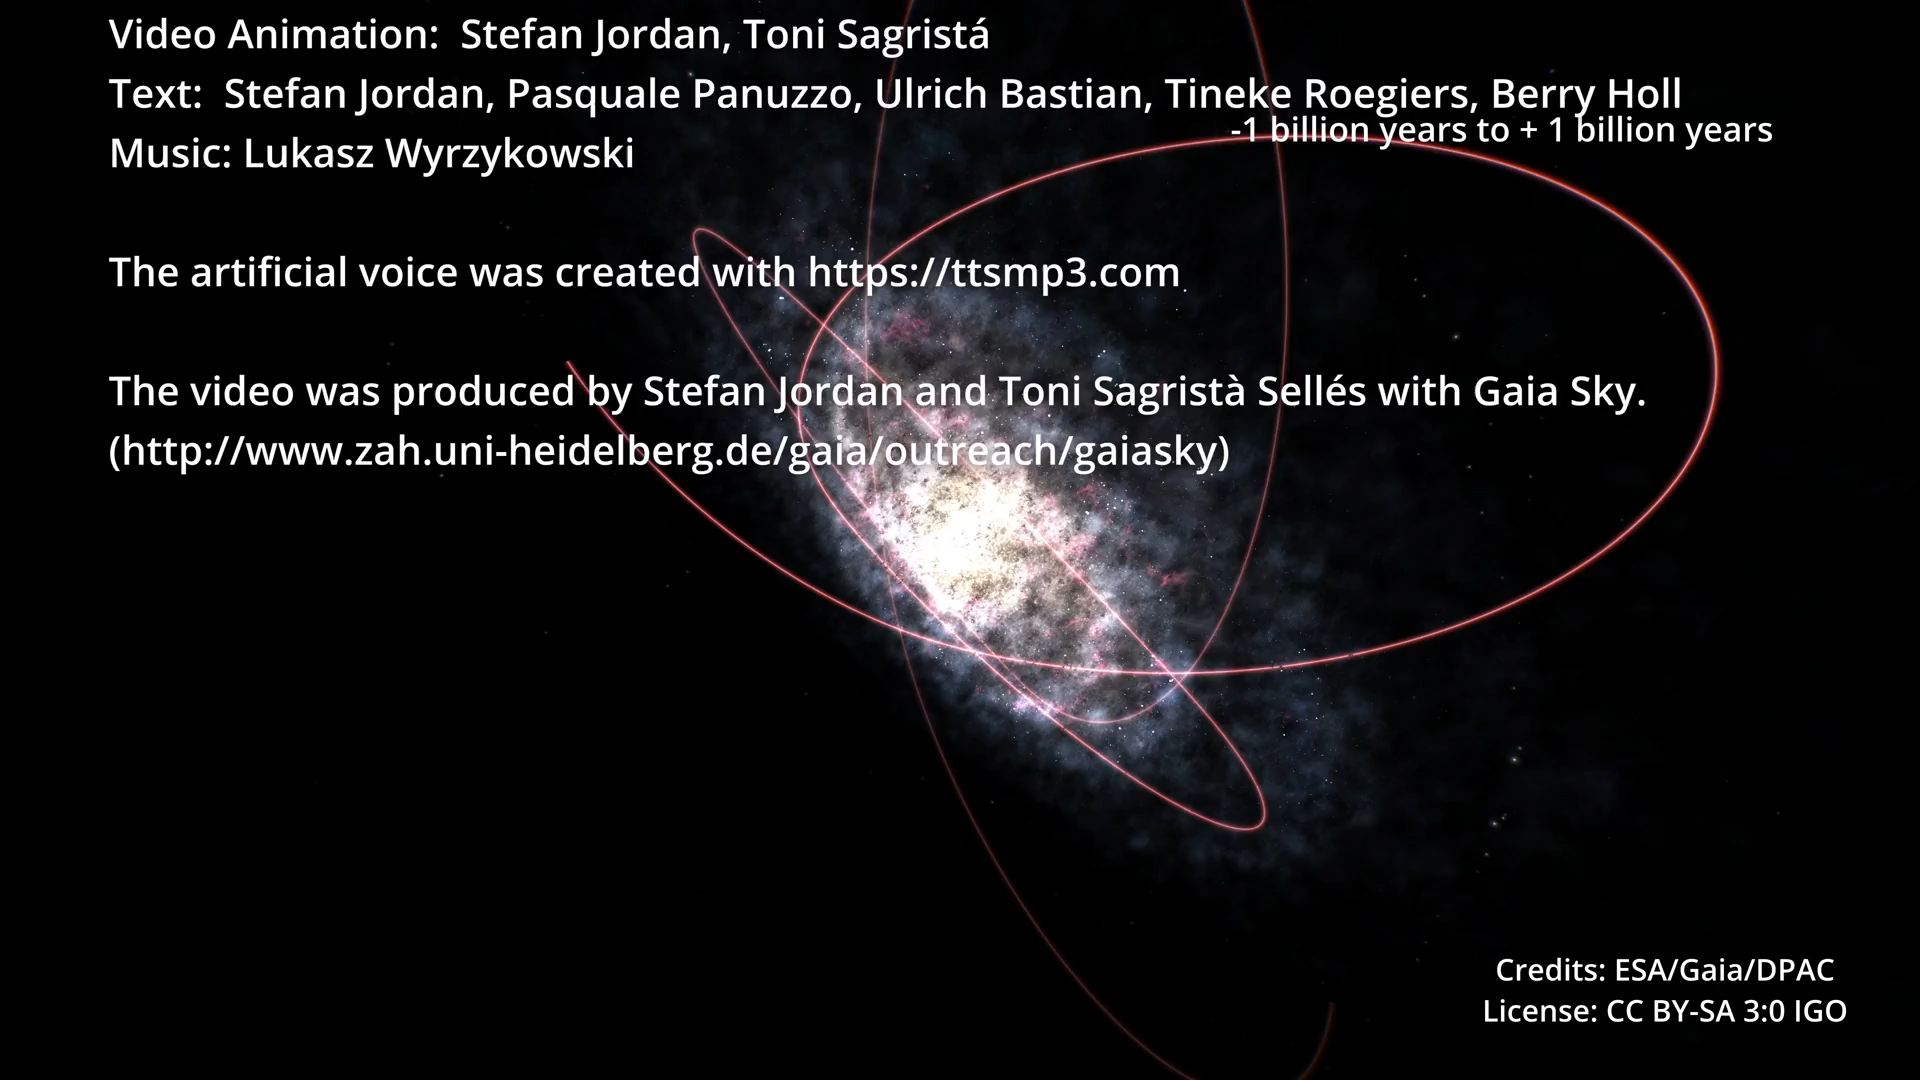 Video Animation:  Stefan Jordan, Toni Sagristá
Text:  Stefan Jordan, Pasquale Panuzzo, Ulrich Bastian, Tineke Roegiers, Berry Holl
-1 billion years to + 1 billion years
Music: Lukasz Wyrzykowski
The artificial voice was created with https://ttsmp3.com
The video was produced by Stefan Jordan and Toni Sagristà Sellés with Gaia Sky.
(http://www.zah.uni-heidelberg.de/gaia/outreach/gaiasky)
Credits: ESA/Gaia/DPAC
License: CC BY-SA 3:0 IGO